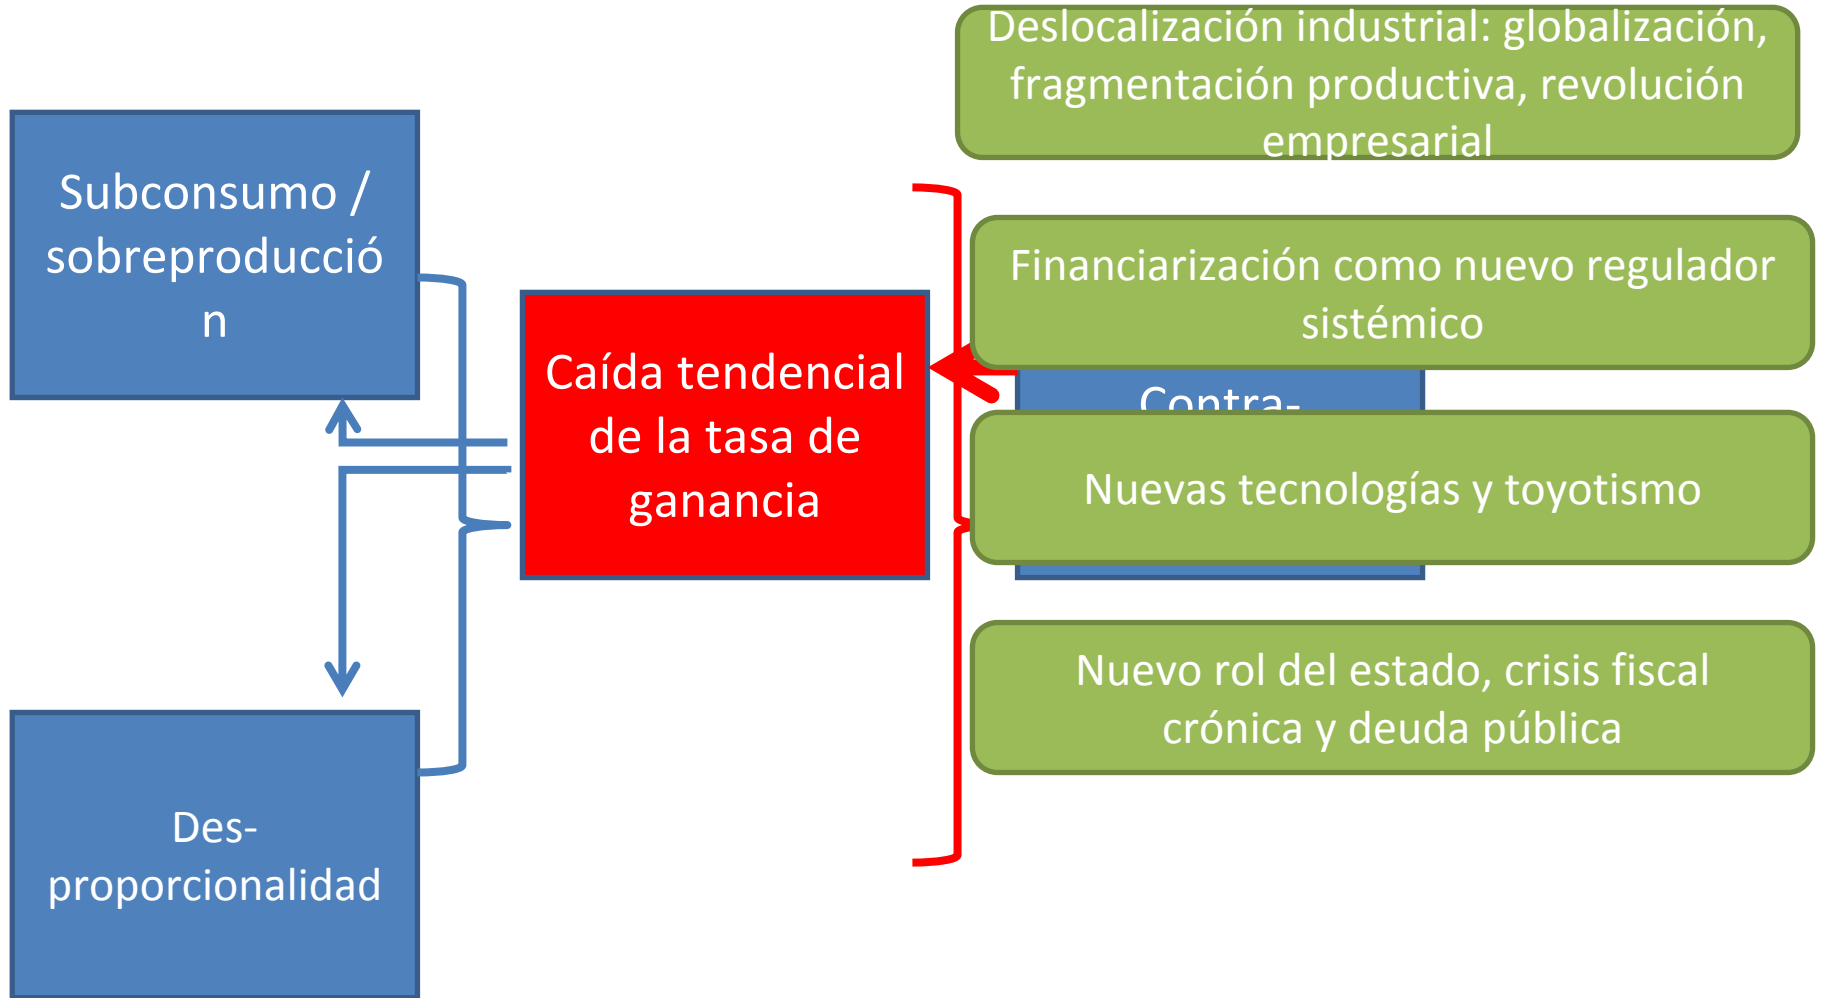 Subconsumo /
sobreproducció
n
Des-
proporcionalidad
Caída tendencial
de la tasa de
ganancia
Deslocalización industrial: globalización,
fragmentación productiva, revolución
empresarial
Financiarización como nuevo regulador
sistémico
Contra-
Nuevas tecnologías y toyotismo
Nuevo rol del estado, crisis fiscal
crónica y deuda pública